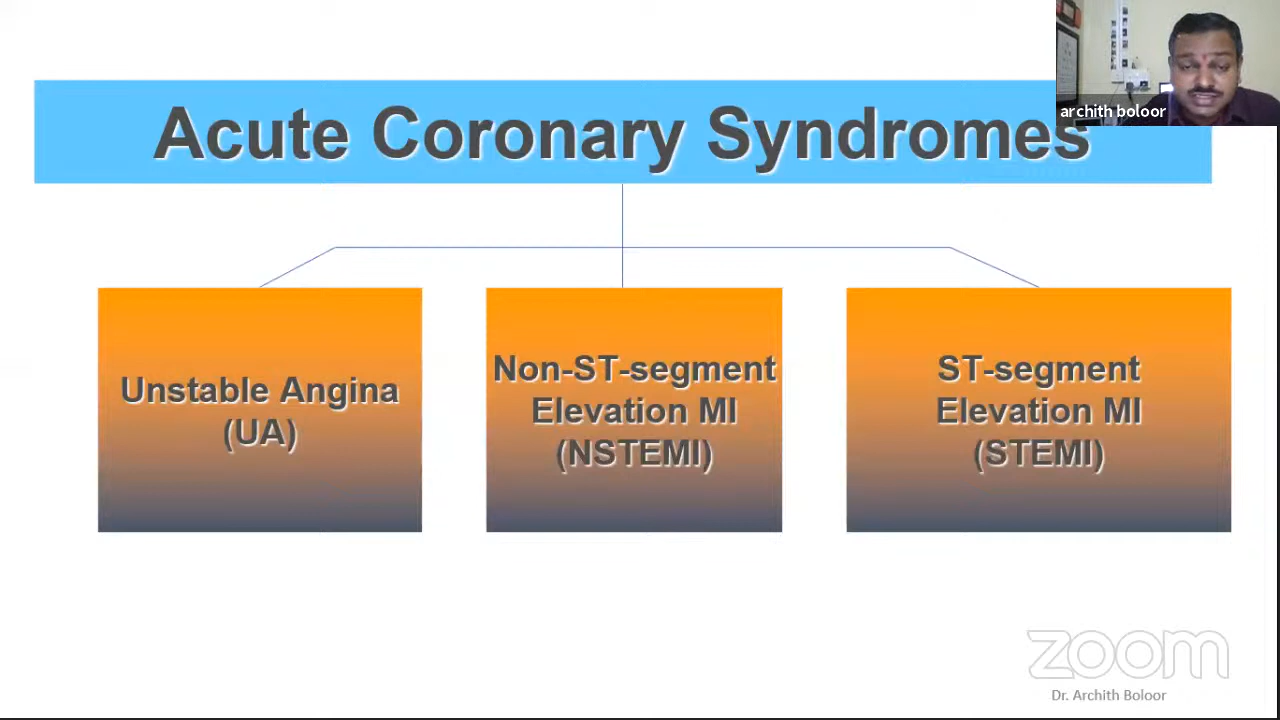 Acute Coronary Syndromes
archith boloor
Unstable Angina
(UA)
Non-ST-segment
Elevation MI
(NSTEMI)
ST-segment
Elevation MI
(STEMI)
zoom
Dr. Archith Boloor